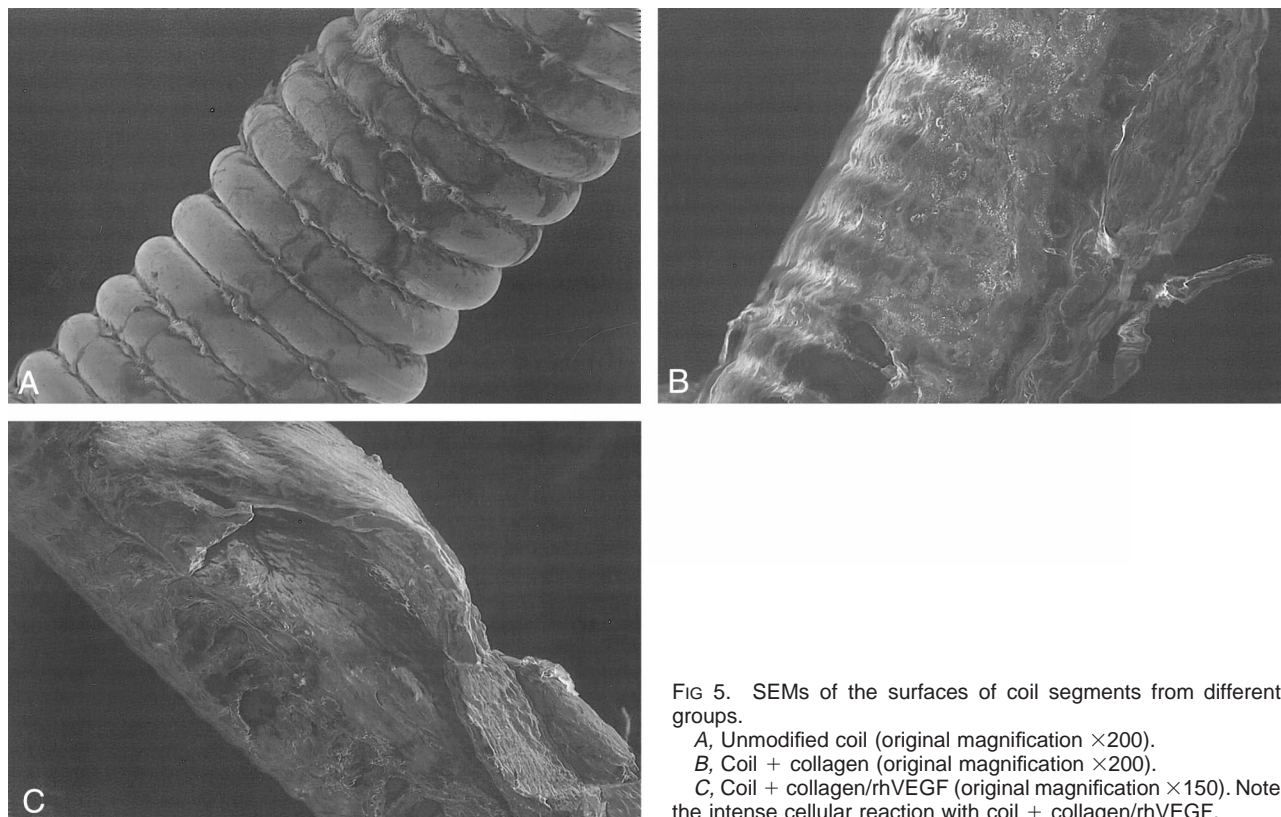 A
B
C
FIG 5. SEMs of the surfaces of coil segments from different
groups.
A, Unmodified coil (original magnification ×200).
B, Coil + collagen (original magnification ×200).
C, Coil + collagen/rhVEGF (original magnification ×150). Note
the intense cellular reaction with coil + collagen/rhVEGF.